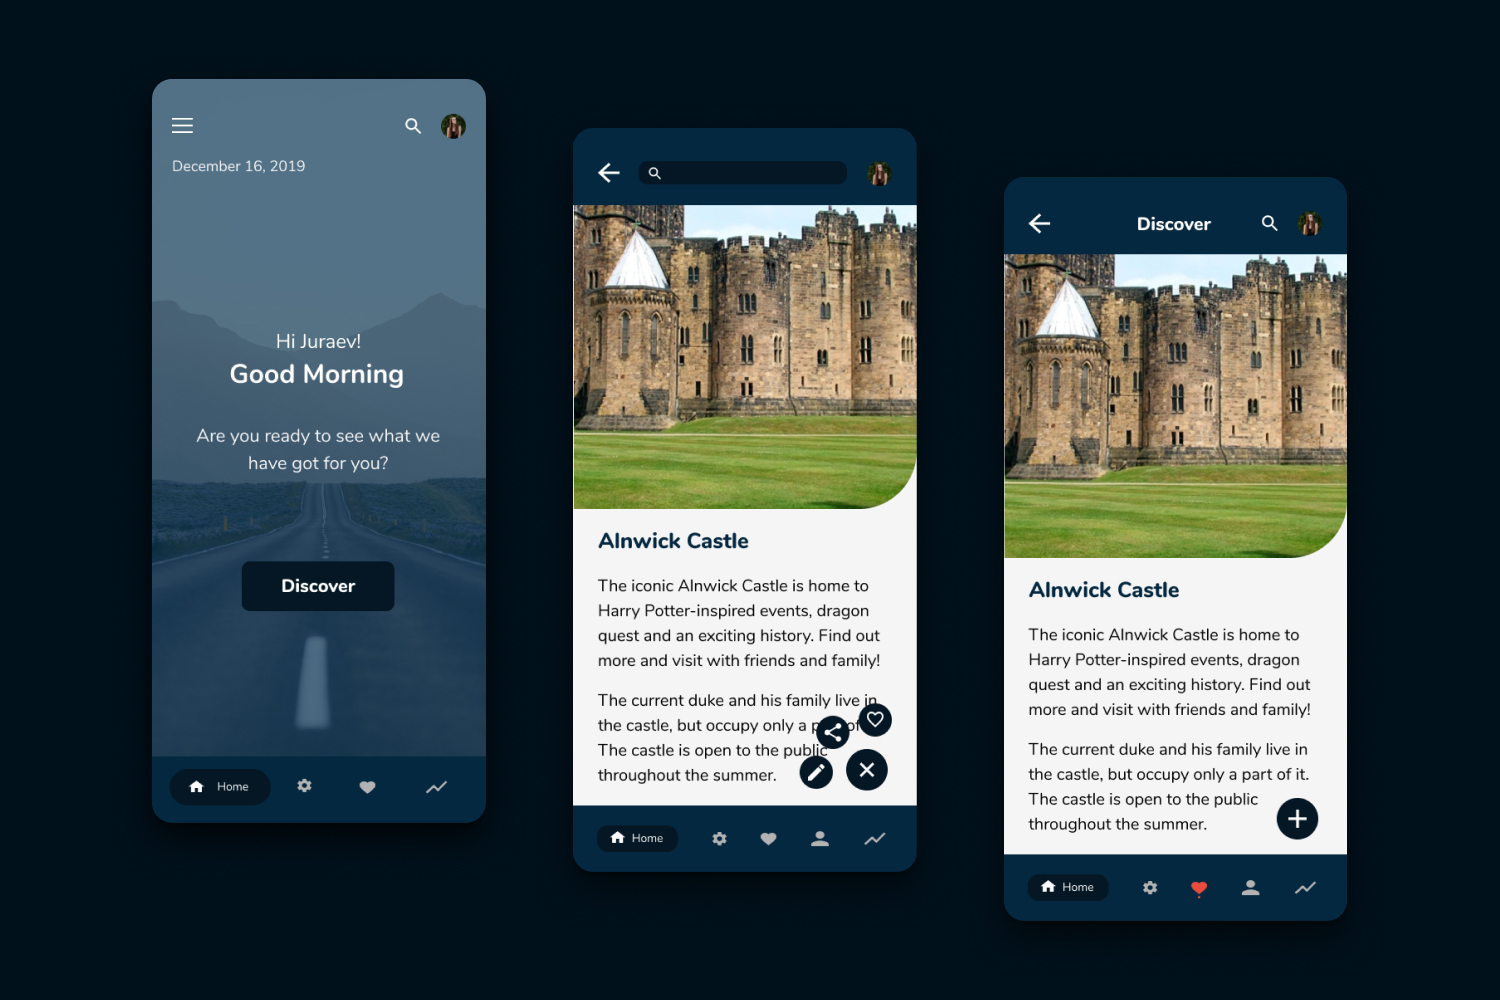 December 16, 2019
Hi Juraev!
Good Morning
Are you ready to see what we
have got for you?
Discover
Home
Alnwick Castle
The iconic Alnwick Castle is home to
Harry Potter-inspired events, dragon
quest and an exciting history. Find out
more and visit with friends and family!
The current duke and his family live in
the castle, but occupy only a of
The castle is open to the public
throughout the summer.
Home
Discover
Alnwick Castle
The iconic Alnwick Castle is home to
Harry Potter-inspired events, dragon
quest and an exciting history. Find out
more and visit with friends and family!
The current duke and his family live in
the castle, but occupy only a part of it.
The castle is open to the public
throughout the summer.
Home